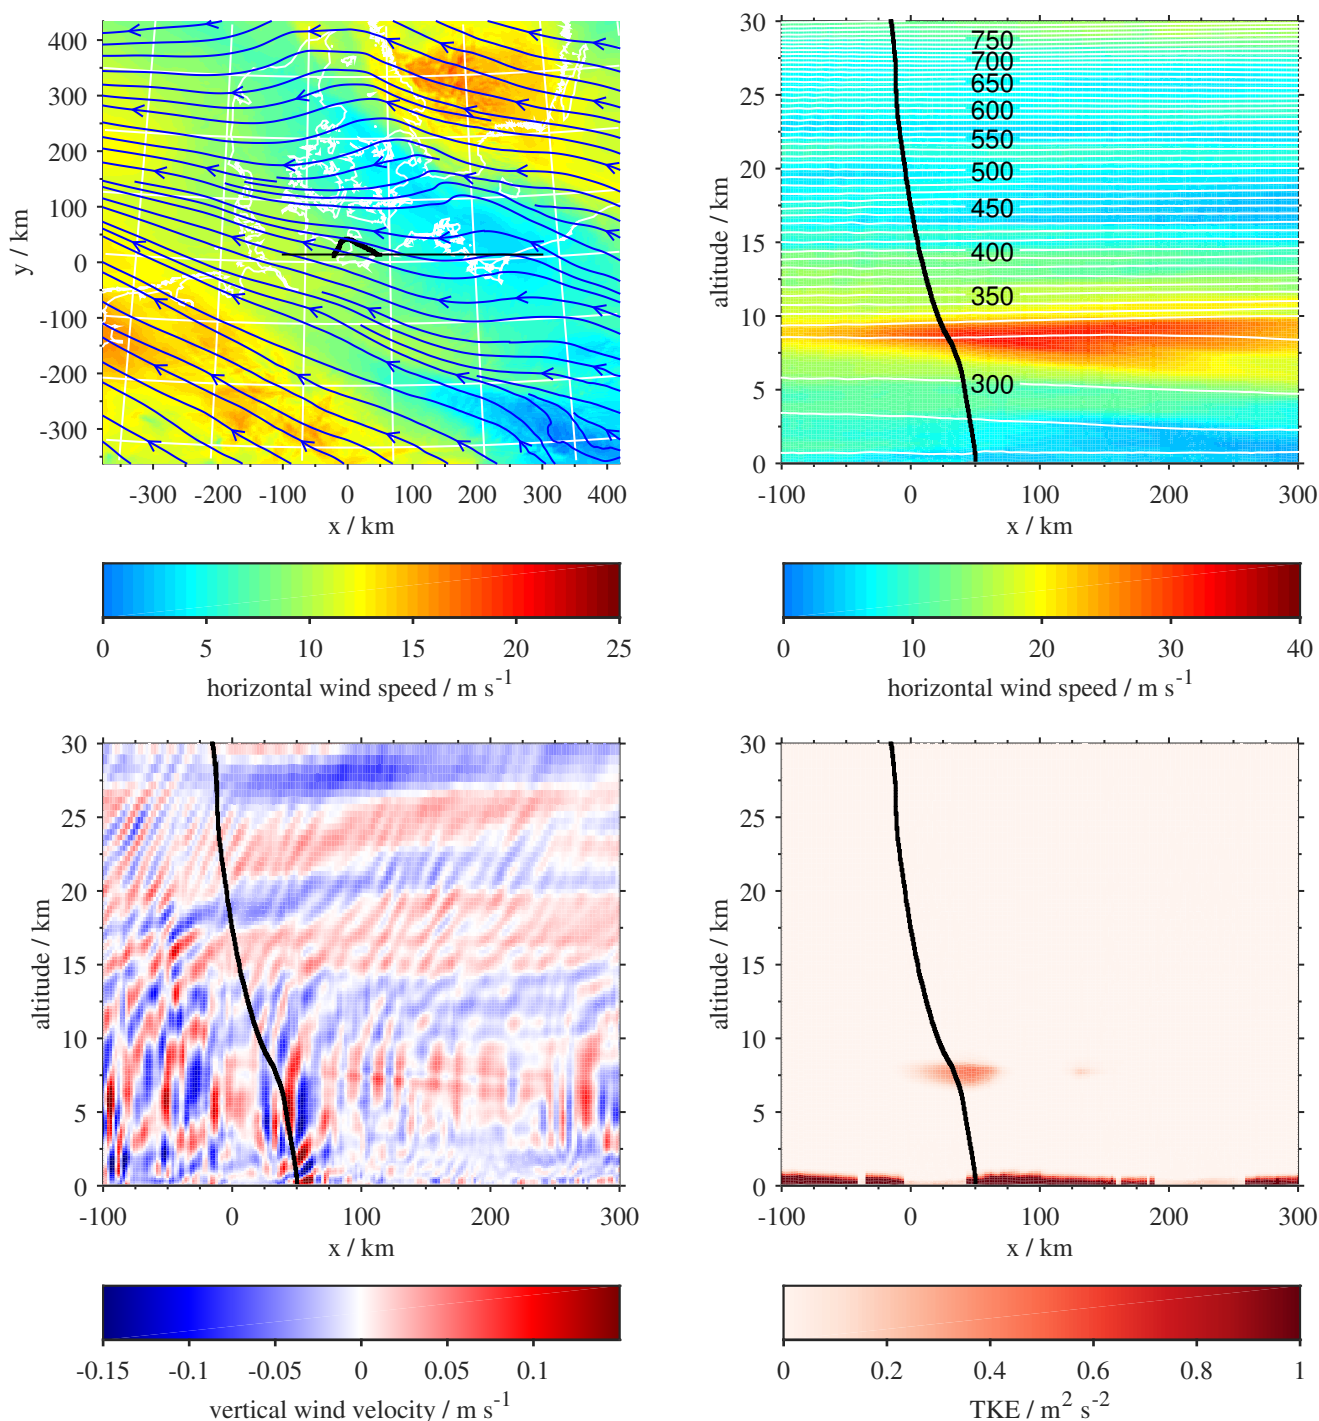 400
300
200
100
0
-100
-200
-300
y / km
-300 -200 -100 0 100 200 300 400
x / km
0 5 10 15 20 25
horizontal wind speed / m s-1
30
25
20
15
10
5
0
altitude / km
750
700
650
600
550
500
450
400
350
300
-100 0 100 200 300
x / km
0 10 20 30 40
horizontal wind speed / m s-1
30
25
20
15
10
5
0
altitude / km
-100 0 100 200 300
x / km
-0.15 -0.1 -0.05 0 0.05 0.1
vertical wind velocity / m s-1
30
25
20
15
10
5
0
altitude / km
-100 0 100 200 300
x / km
0 0.2 0.4 0.6 0.8 1
TKE / m2 s-2